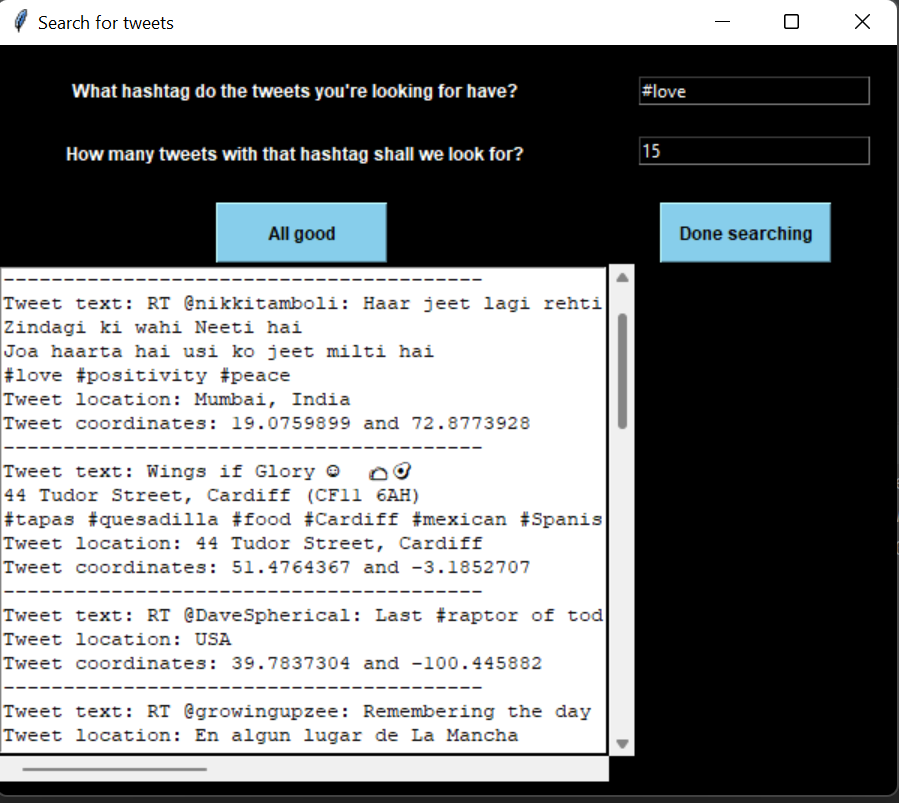 Search for tweets
What hashtag do the tweets you're looking for have?
#love
How many tweets with that hashtag shall we look for?
15
All good
Done searching
----------------------------------------
Tweet text: RT @nikkitamboli: Haar jeet lagi rehti
Zindagi ki wahi Neeti hai
Joa haarta hai usi ko jeet milti hai
#love #positivity #peace
Tweet location: Mumbai, India
Tweet coordinates: 19.0759899 and 72.8773928
----------------------------------------
Tweet text: Wings if Glory
44 Tudor Street, Cardiff (CF11 6AH)
#tapas #quesadilla #food #Cardiff #mexican #Spanis
Tweet location: 44 Tudor Street, Cardiff
Tweet coordinates: 51.4764367 and -3.1852707
----------------------------------------
Tweet text: RT @DaveSpherical: Last #raptor of tod
Tweet location: USA
Tweet coordinates: 39.7837304 and -100.445882
----------------------------------------
Tweet text: RT @growingupzee: Remembering the day
Tweet location: En algun lugar de La Mancha